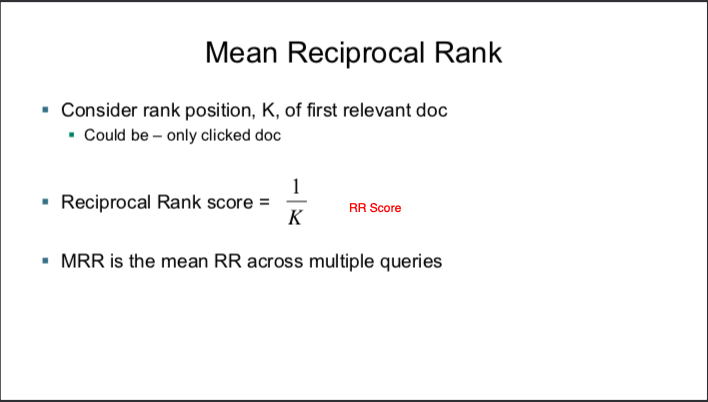 Mean Reciprocal Rank
▪ Consider rank position, K, of first relevant doc
▪ Could be – only clicked doc
▪ Reciprocal Rank score = 1/K RR Score
▪ MRR is the mean RR across multiple queries